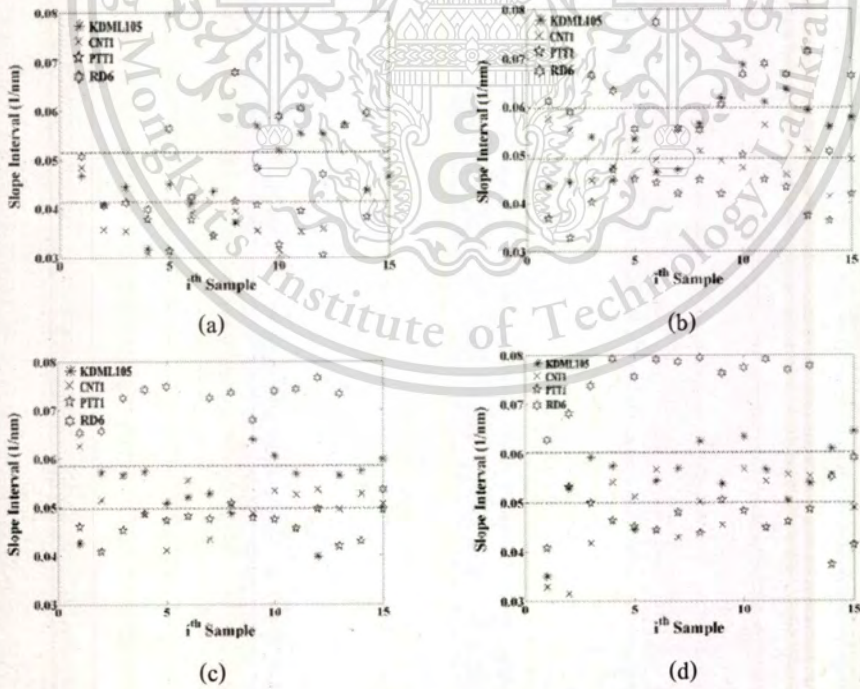 0.08
0.07
0.06
0.05
0.04
0.03
0
5
10
15
Slope Interval (1/nm)
KDML105
CNT1
PTT1
RD6
i^th Sample
(a)
0.08
0.07
0.06
0.05
0.04
0.03
0
5
10
15
Slope Interval (1/nm)
KDML105
CNT1
PTT1
RD6
i^th Sample
(b)
Mongkut's Institute of Technology Ladkra
0.08
0.07
0.06
0.05
0.04
0.03
0
5
10
15
Slope Interval (1/nm)
KDML105
CNT1
PTT1
RD6
i^th Sample
(c)
0.08
0.07
0.06
0.05
0.04
0.03
0
5
10
15
Slope Interval (1/nm)
KDML105
CNT1
PTT1
RD6
i^th Sample
(d)